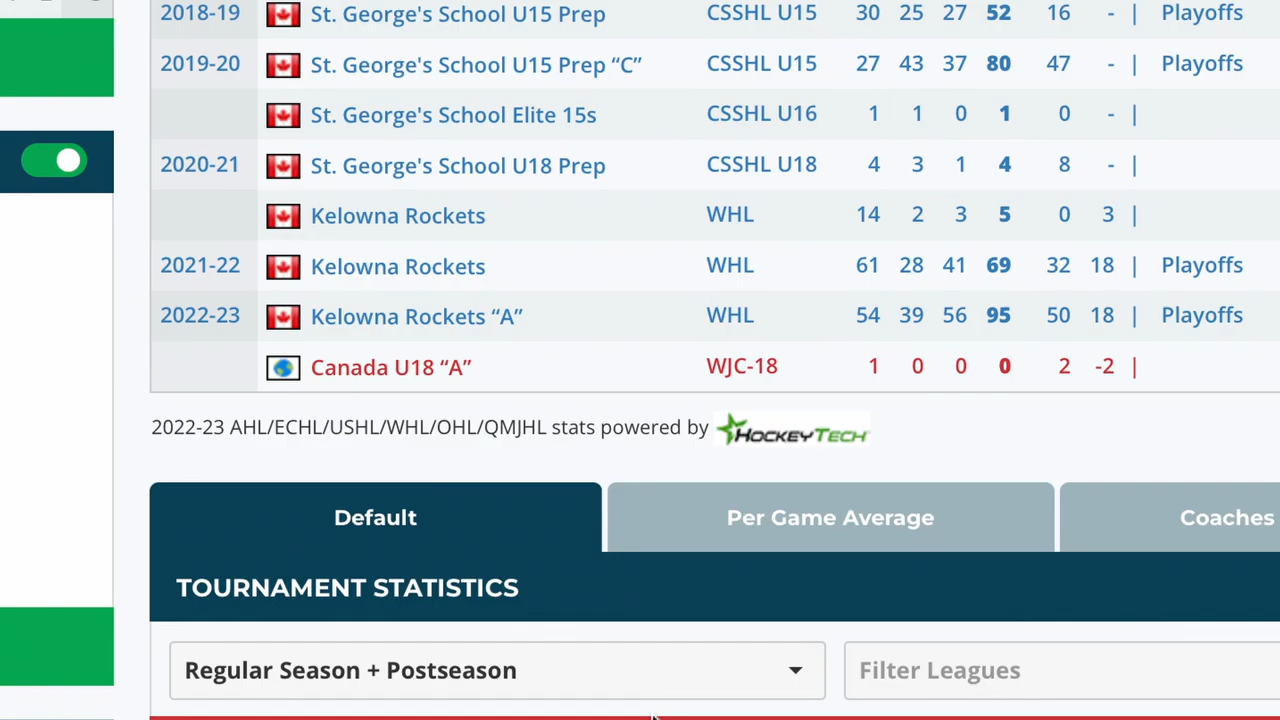 2018-19 St. George's School U15 Prep CSSHL U15 30 25 27 52 16 - | Playoffs
2019-20 St. George's School U15 Prep “C” CSSHL U15 27 43 37 80 47 - | Playoffs
St. George's School Elite 15s CSSHL U16 1 1 0 1 0 - |
2020-21 St. George's School U18 Prep CSSHL U18 4 3 1 4 8 - |
Kelowna Rockets WHL 14 2 3 5 0 3 |
2021-22 Kelowna Rockets WHL 61 28 41 69 32 18 | Playoffs
2022-23 Kelowna Rockets “A” WHL 54 39 56 95 50 18 | Playoffs
Canada U18 “A” WJC-18 1 0 0 0 2 -2 |
2022-23 AHL/ECHL/USHL/WHL/OHL/QMJHL stats powered by HOCKEYTECH
Default Per Game Average Coaches
TOURNAMENT STATISTICS
Regular Season + Postseason Filter Leagues